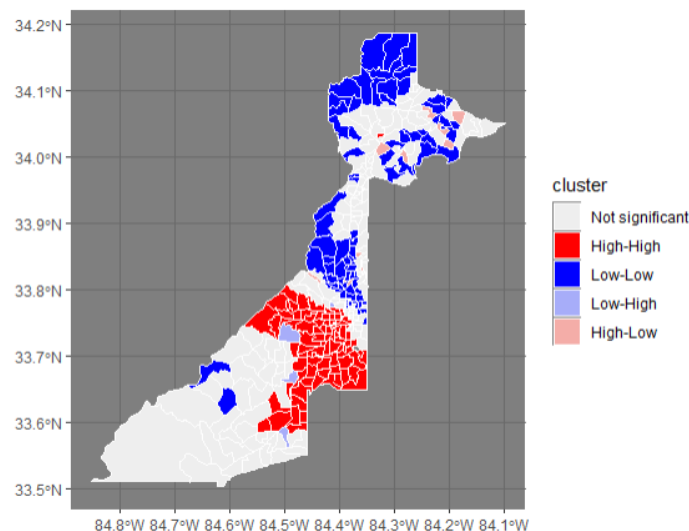 34.2°N
34.1°N
34.0°N
33.9°N
33.8°N
33.7°N
33.6°N
33.5°N
84.8°W 84.7°W 84.6°W 84.5°W 84.4°W 84.3°W 84.2°W 84.1°W
cluster
Not significant
High-High
Low-Low
Low-High
High-Low